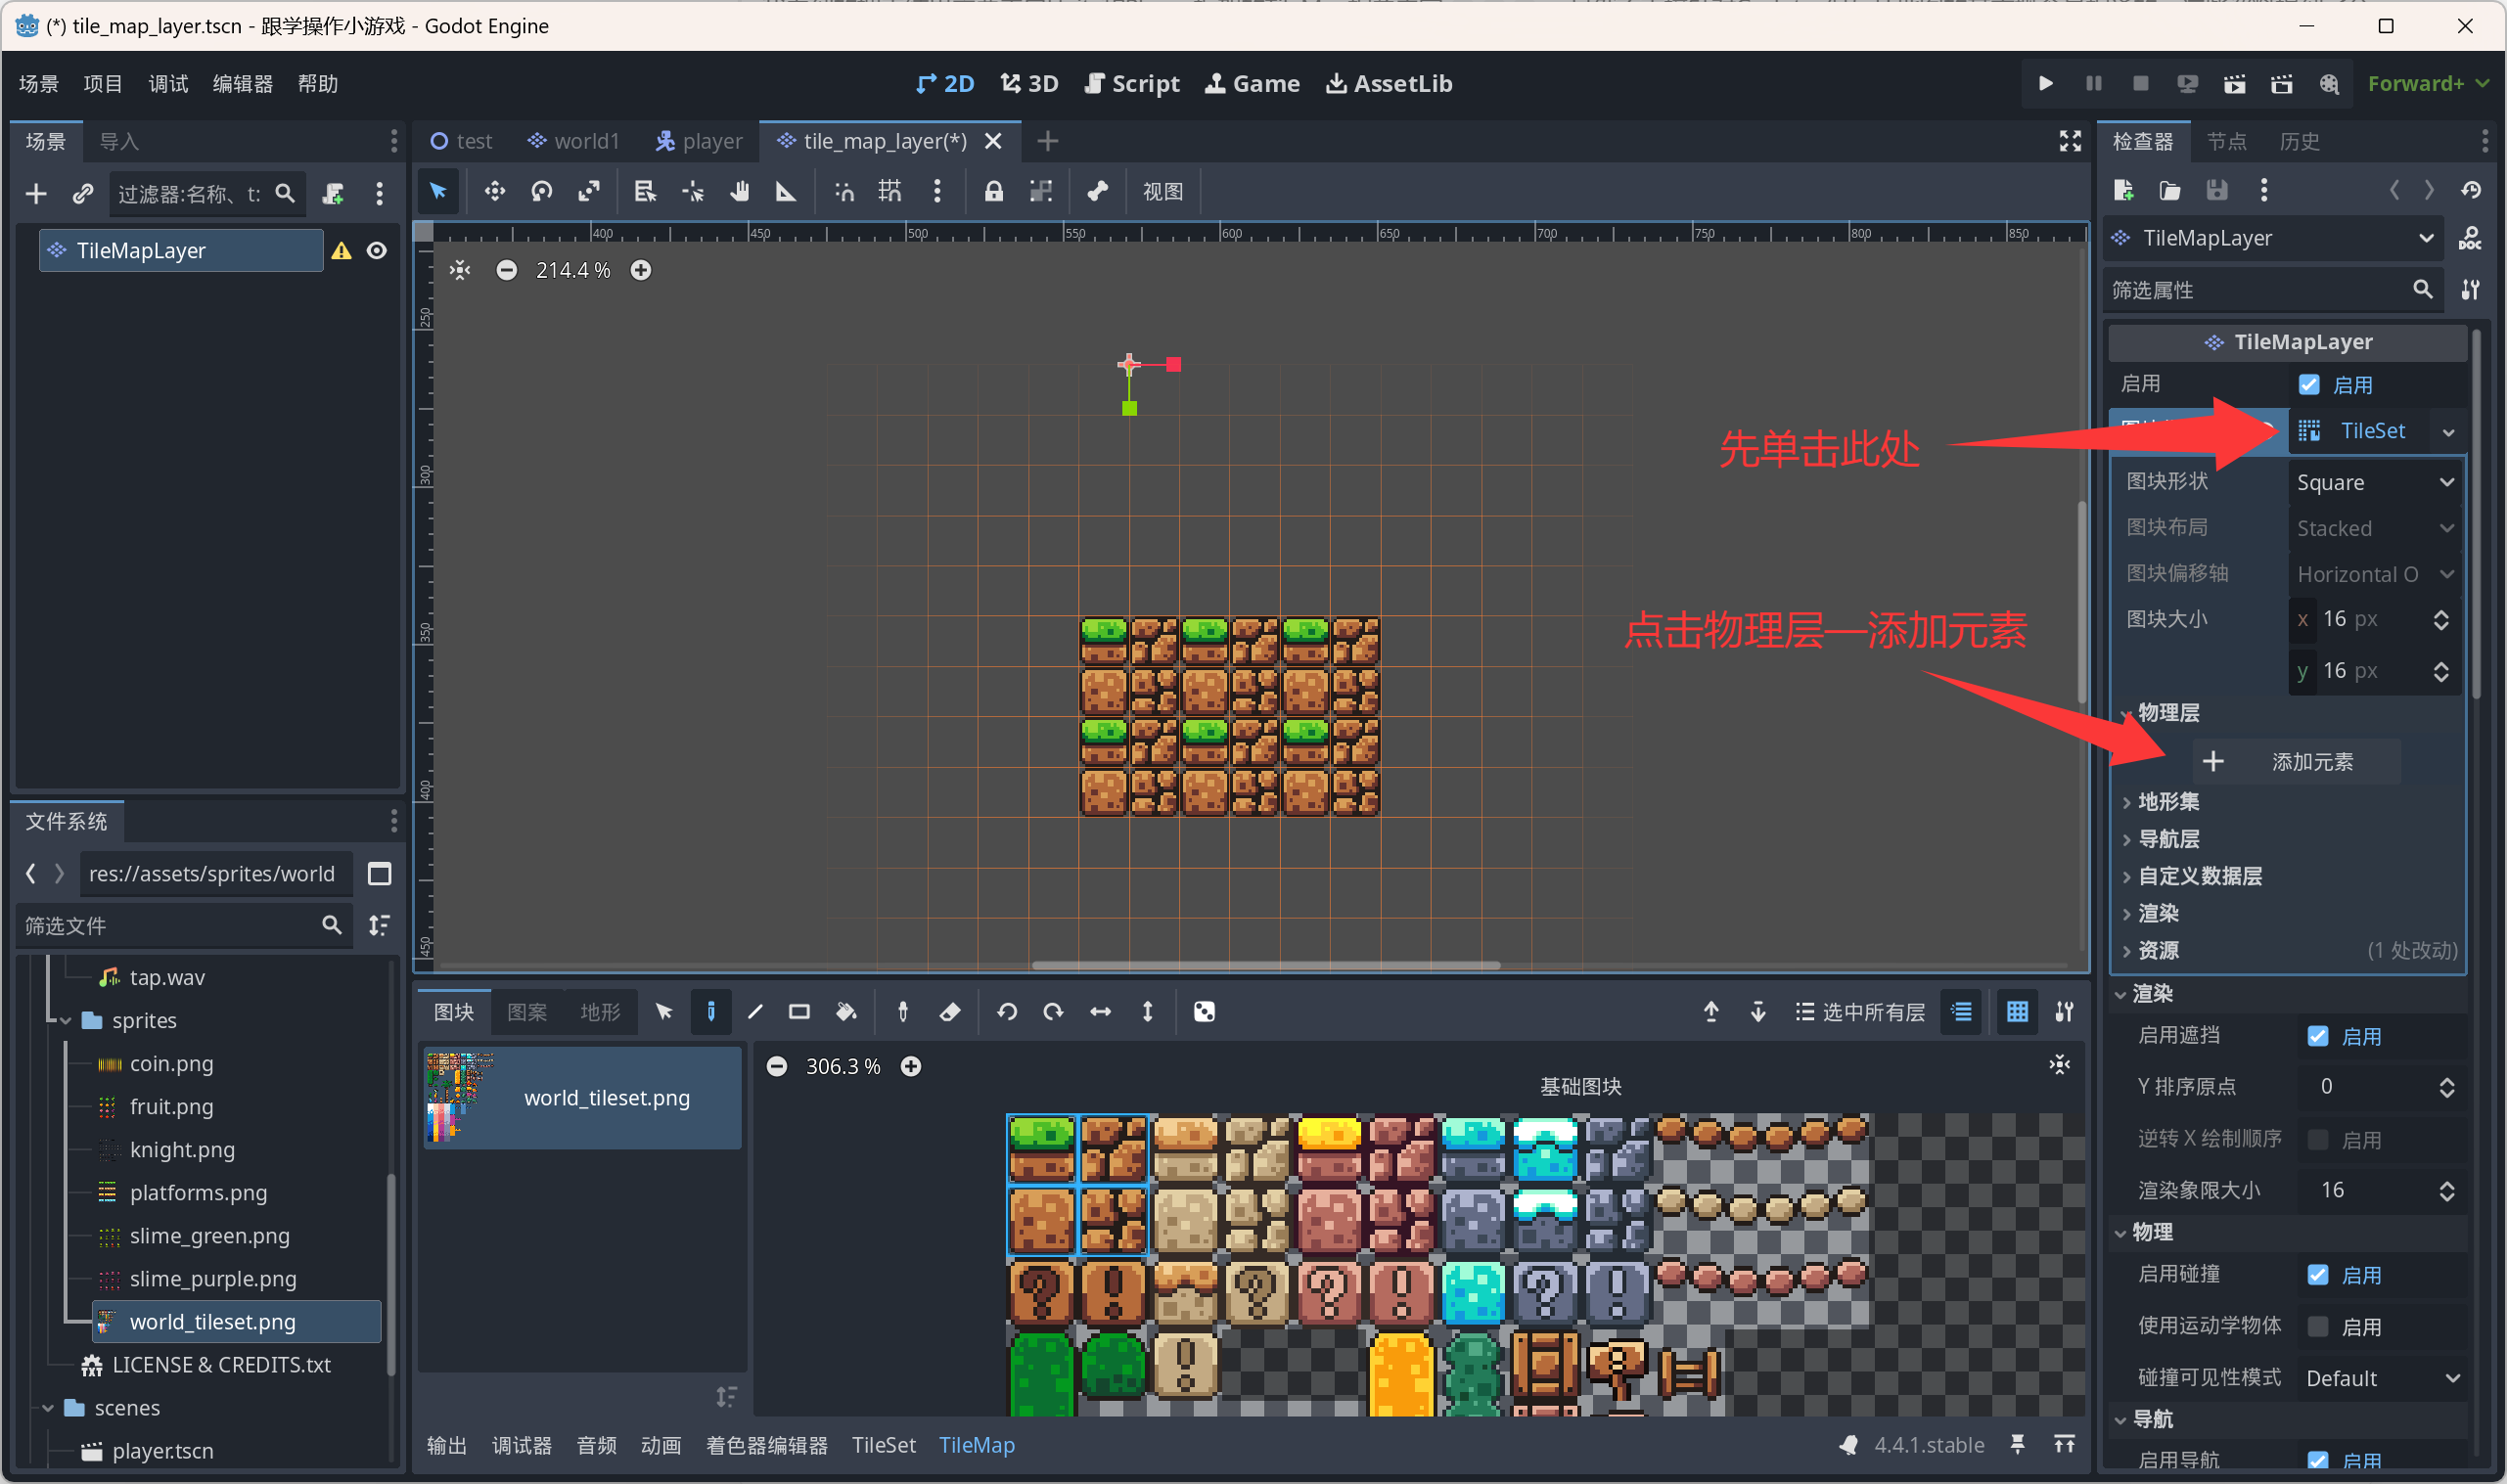 (*) tile_map_layer.tscn - 跟学操作小游戏 - Godot Engine
场景 项目 调试 编辑器 帮助
2D 3D Script Game AssetLib
Forward+
场景 导入
test world1 player tile_map_layer(*)
检查器 节点 历史
过滤器:名称、t:
视图
TileMapLayer
TileMapLayer
筛选属性
400 450 500 550 600 650 700 750 800 850
214.4 %
250
300
350
400
450
TileMapLayer
启用 启用
TileSet
先单击此处
图块形状 Square
图块布局 Stacked
图块偏移轴 Horizontal O
图块大小 x 16 px
y 16 px
点击物理层—添加元素
物理层
添加元素
地形集
导航层
自定义数据层
渲染
资源 (1 处改动)
渲染
启用遮挡 启用
Y 排序原点 0
逆转 X 绘制顺序 启用
渲染象限大小 16
物理
启用碰撞 启用
使用运动学物体 启用
碰撞可见性模式 Default
导航
启用导航 启用
文件系统
res://assets/sprites/world
筛选文件
tap.wav
sprites
coin.png
fruit.png
knight.png
platforms.png
slime_green.png
slime_purple.png
world_tileset.png
LICENSE & CREDITS.txt
scenes
player.tscn
图块 图案 地形
选中所有层
world_tileset.png
306.3 %
基础图块
输出 调试器 音频 动画 着色器编辑器 TileSet TileMap
4.4.1.stable